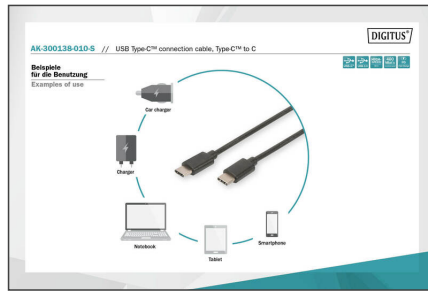 DIGITUS®
AK-300138-010-S // USB Type-C™ connection cable, Type-C™ to C
Beispiele
für die Benutzung
Examples of use
Car charger
Charger
Notebook
Tablet
Smartphone